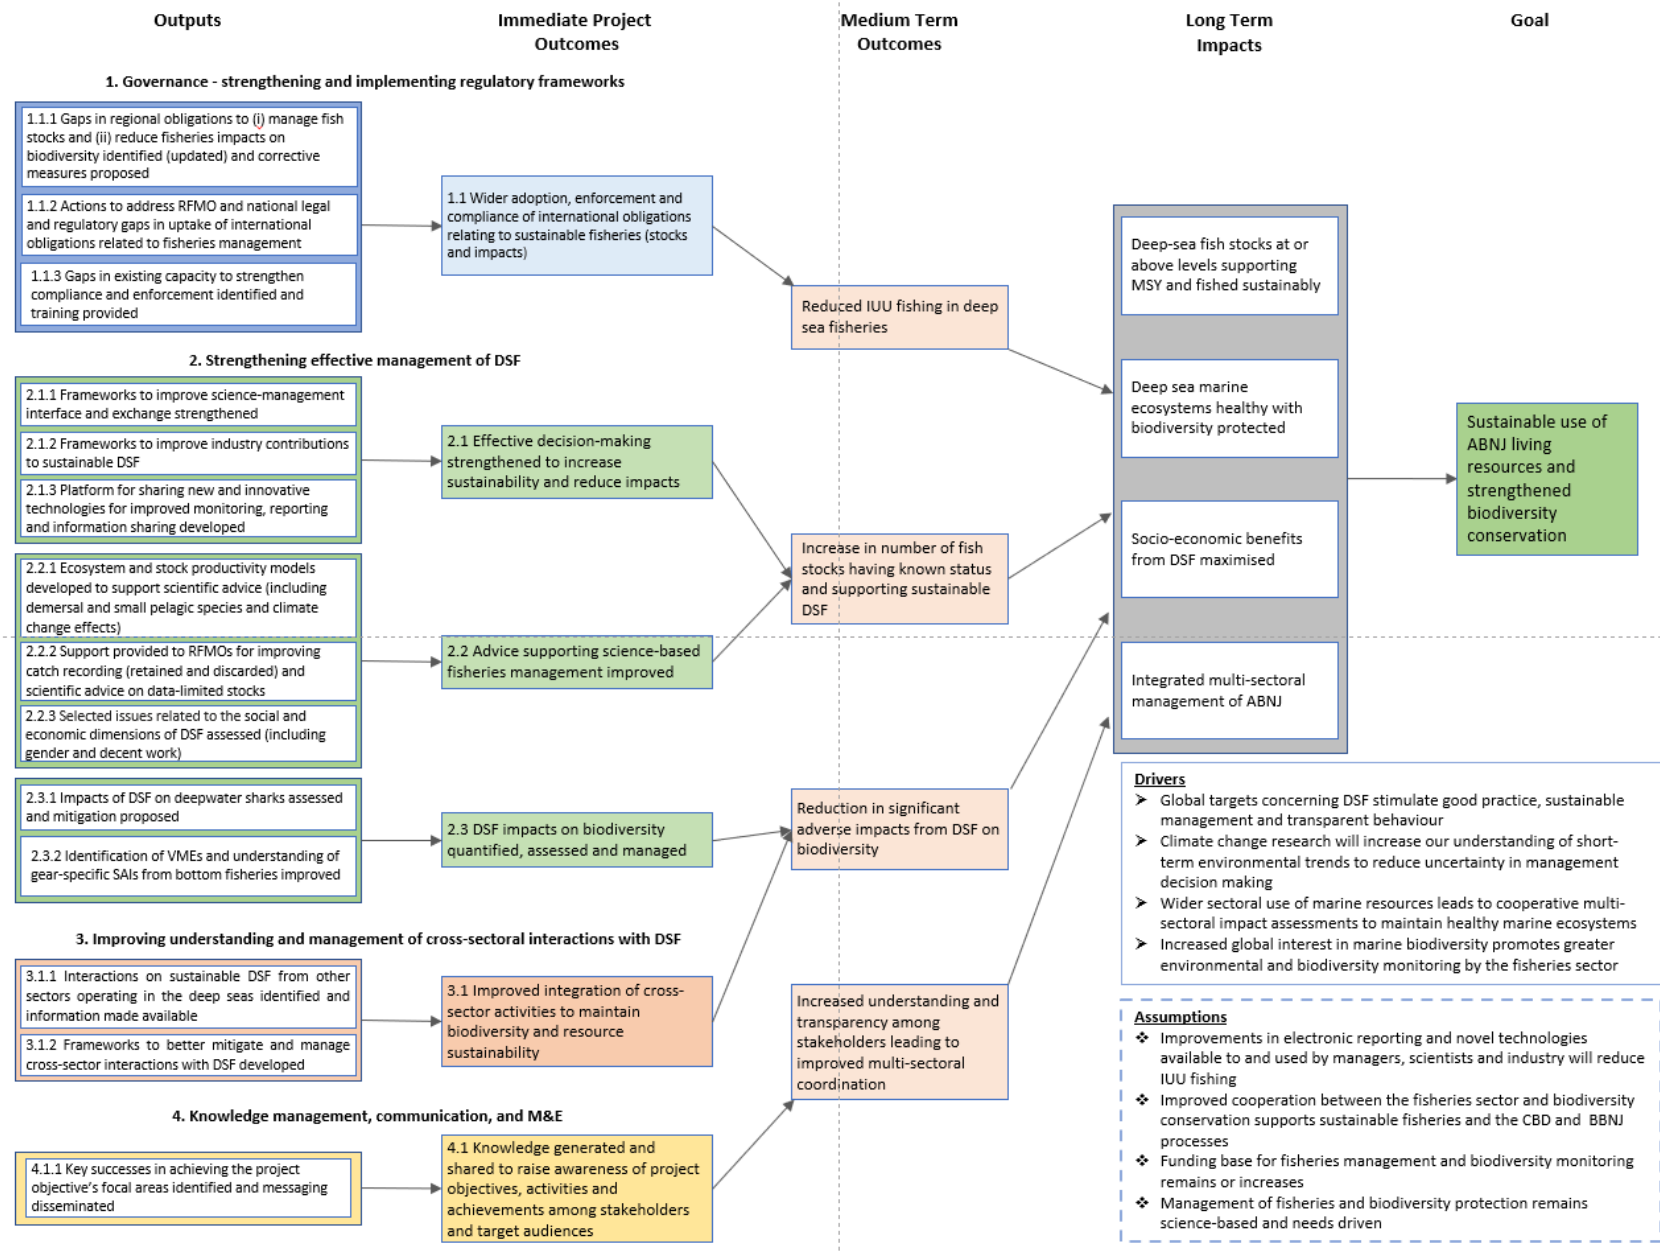 Outputs
Immediate Project
Outcomes
Medium Term
Outcomes
Long Term
Impacts
Goal
1. Governance - strengthening and implementing regulatory frameworks
1.1.1 Gaps in regional obligations to (i) manage fish
stocks and (ii) reduce fisheries impacts on
biodiversity identified (updated) and corrective
measures proposed
1.1.2 Actions to address RFMO and national legal
and regulatory gaps in uptake of international
obligations related to fisheries management
1.1.3 Gaps in existing capacity to strengthen
compliance and enforcement identified and
training provided
1.1 Wider adoption, enforcement and
compliance of international obligations
relating to sustainable fisheries (stocks
and impacts)
2. Strengthening effective management of DSF
2.1.1 Frameworks to improve science-management
interface and exchange strengthened
2.1.2 Frameworks to improve industry contributions
to sustainable DSF
2.1.3 Platform for sharing new and innovative
technologies for improved monitoring, reporting
and information sharing developed
2.1 Effective decision-making
strengthened to increase
sustainability and reduce impacts
2.2.1 Ecosystem and stock productivity models
developed to support scientific advice (including
demersal and small pelagic species and climate
change effects)
2.2.2 Support provided to RFMOs for improving
catch recording (retained and discarded) and
scientific advice on data-limited stocks
2.2.3 Selected issues related to the social and
economic dimensions of DSF assessed (including
gender and decent work)
2.2 Advice supporting science-based
fisheries management improved
2.3.1 Impacts of DSF on deepwater sharks assessed
and mitigation proposed
2.3.2 Identification of VMEs and understanding of
gear-specific SAIs from bottom fisheries improved
2.3 DSF impacts on biodiversity
quantified, assessed and managed
3. Improving understanding and management of cross-sectoral interactions with DSF
3.1.1 Interactions on sustainable DSF from other
sectors operating in the deep seas identified and
information made available
3.1.2 Frameworks to better mitigate and manage
cross-sector interactions with DSF developed
3.1 Improved integration of cross-
sector activities to maintain
biodiversity and resource
sustainability
4. Knowledge management, communication, and M&E
4.1.1 Key successes in achieving the project
objective's focal areas identified and messaging
disseminated
4.1 Knowledge generated and
shared to raise awareness of project
objectives, activities and
achievements among stakeholders
and target audiences
Reduced IUU fishing in deep
sea fisheries
Increase in number of fish
stocks having known status
and supporting sustainable
DSF
Reduction in significant
adverse impacts from DSF on
biodiversity
Increased understanding and
transparency among
stakeholders leading to
improved multi-sectoral
coordination
Deep-sea fish stocks at or
above levels supporting
MSY and fished sustainably
Deep sea marine
ecosystems healthy with
biodiversity protected
Socio-economic benefits
from DSF maximised
Integrated multi-sectoral
management of ABNJ
Sustainable use of
ABNJ living
resources and
strengthened
biodiversity
conservation
Drivers
➢ Global targets concerning DSF stimulate good practice, sustainable
management and transparent behaviour
➢ Climate change research will increase our understanding of short-
term environmental trends to reduce uncertainty in management
decision making
➢ Wider sectoral use of marine resources leads to cooperative multi-
sectoral impact assessments to maintain healthy marine ecosystems
➢ Increased global interest in marine biodiversity promotes greater
environmental and biodiversity monitoring by the fisheries sector
Assumptions
❖ Improvements in electronic reporting and novel technologies
available to and used by managers, scientists and industry will reduce
IUU fishing
❖ Improved cooperation between the fisheries sector and biodiversity
conservation supports sustainable fisheries and the CBD and BBNJ
processes
❖ Funding base for fisheries management and biodiversity monitoring
remains or increases
❖ Management of fisheries and biodiversity protection remains
science-based and needs driven